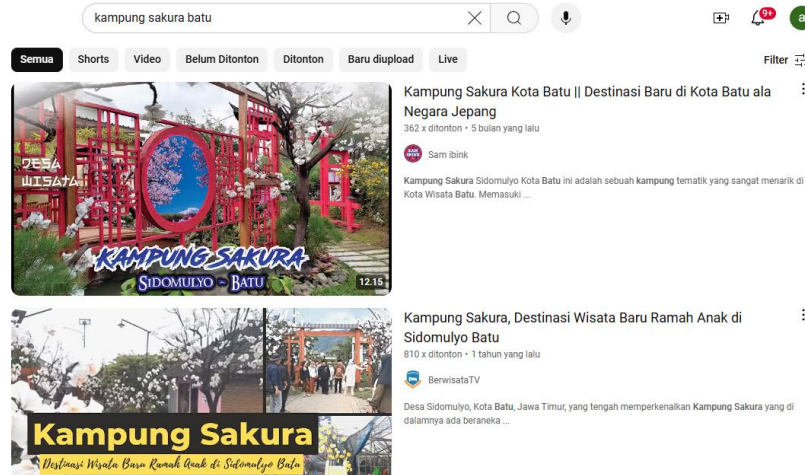 kampung sakura batu
9+
a
Semua
Shorts
Video
Belum Ditonton
Ditonton
Baru diupload
Live
Filter
DESA
WISATA
KAMPUNG SAKURA
SIDOMULYO ~ BATU
12.15
Kampung Sakura Kota Batu || Destinasi Baru di Kota Batu ala
Negara Jepang
362 x ditonton • 5 bulan yang lalu
Sam ibink
Kampung Sakura Sidomulyo Kota Batu ini adalah sebuah kampung tematik yang sangat menarik di
Kota Wisata Batu. Memasuki ...
Kampung Sakura
Destinasi Wisata Baru Ramah Anak di Sidomulyo Batu
Kampung Sakura, Destinasi Wisata Baru Ramah Anak di
Sidomulyo Batu
810 x ditonton • 1 tahun yang lalu
BerwisataTV
Desa Sidomulyo, Kota Batu, Jawa Timur, yang tengah memperkenalkan Kampung Sakura yang di
dalamnya ada beraneka ...